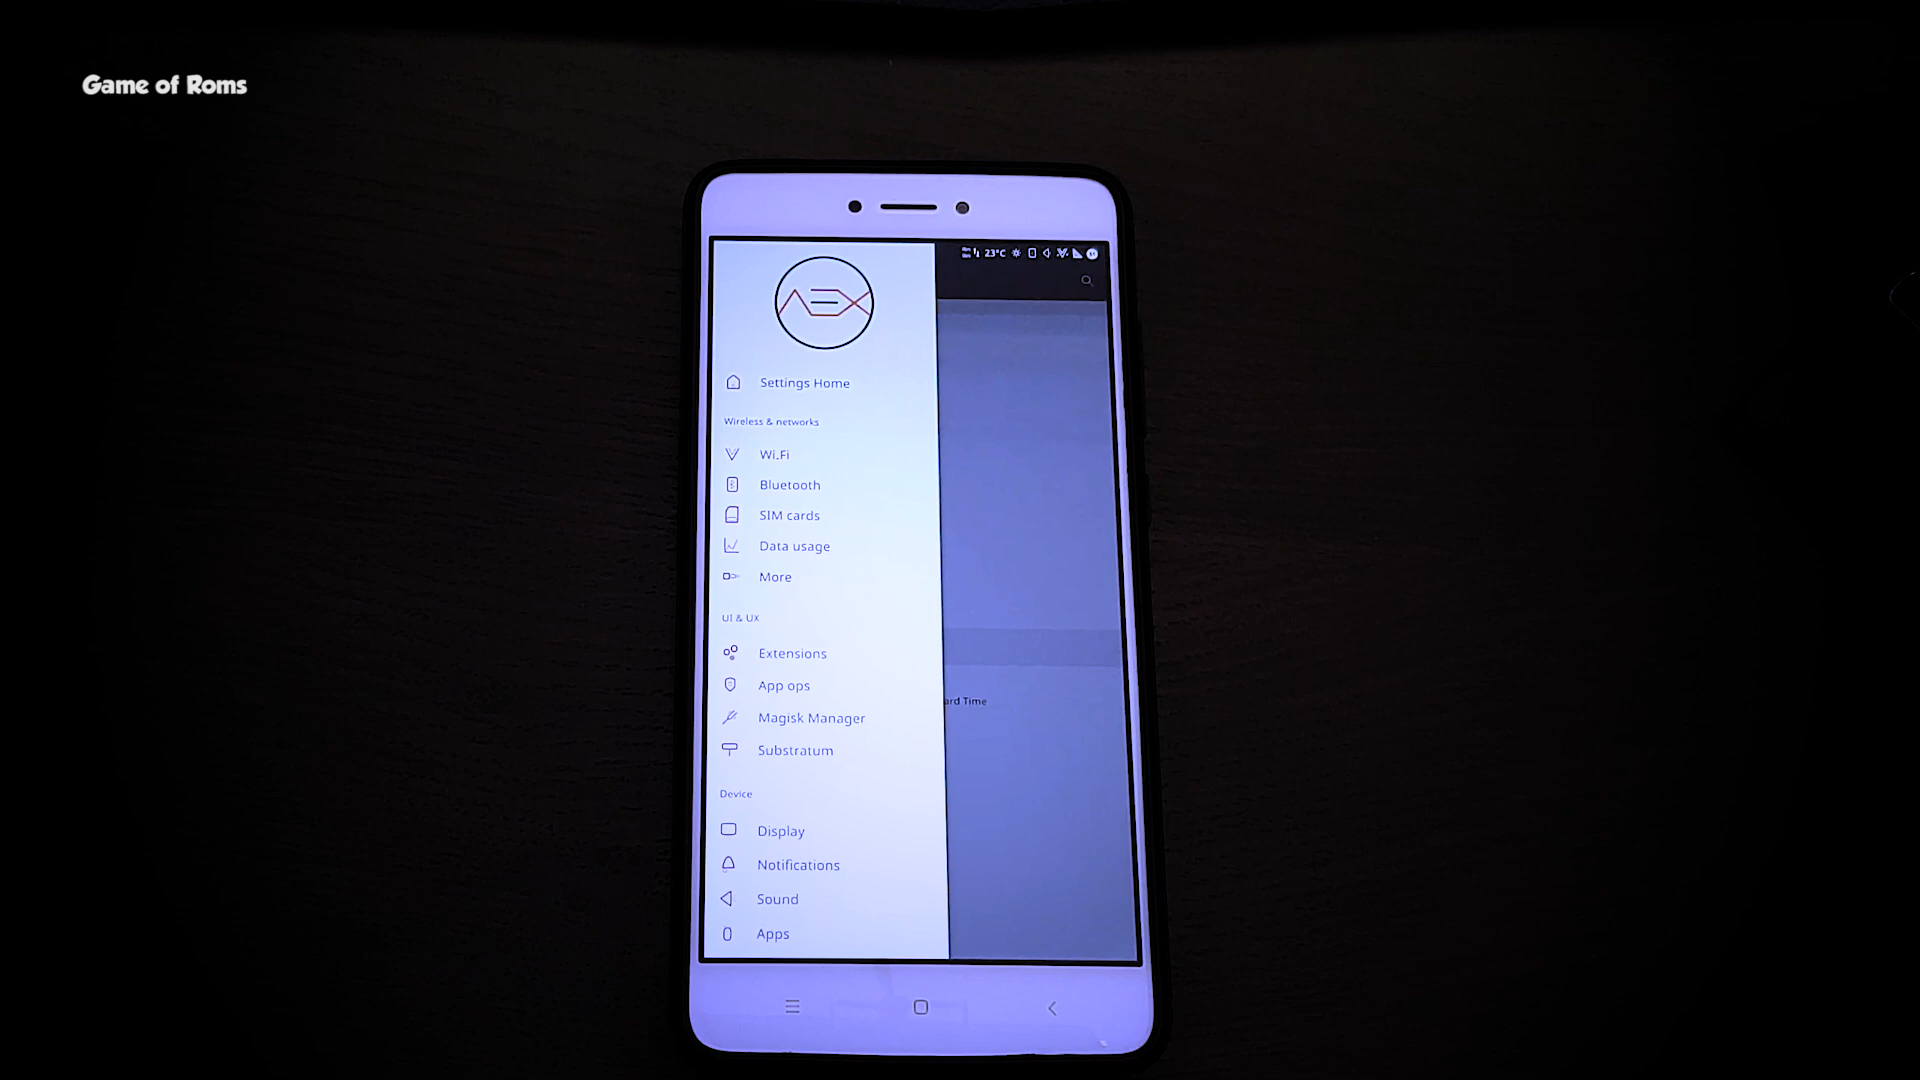 Game of Roms
23°C
AEX
Settings Home
Wireless & networks
Wi-Fi
Bluetooth
SIM cards
Data usage
More
UI & UX
Extensions
App ops
Magisk Manager
Substratum
ard Time
Device
Display
Notifications
Sound
Apps